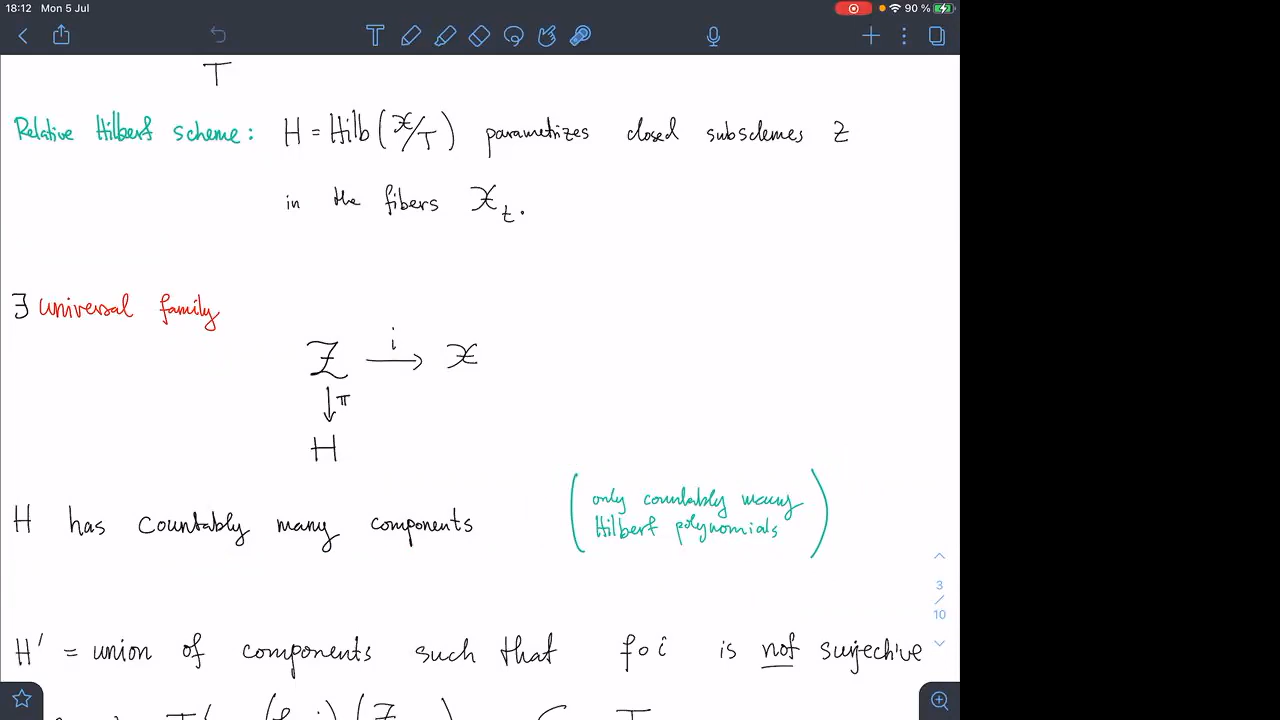 18:12 Mon 5 Jul
90 %
T
Relative Hilbert scheme: H = Hilb(𝒳/T) parametrizes closed subschemes Z
in the fibers 𝒳_t.
∃ universal family
𝒵 —i→ 𝒳
↓ π
H
H has countably many components
(only countably many
Hilbert polynomials)
3
/
10
H' = union of components such that f∘i is not surjective